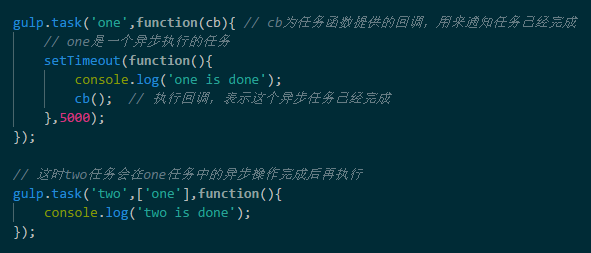 gulp.task('one',function(cb){ // cb为任务函数提供的回调，用来通知任务已经完成
    // one是一个异步执行的任务
    setTimeout(function(){
        console.log('one is done');
        cb();  // 执行回调，表示这个异步任务已经完成
    },5000);
});

// 这时two任务会在one任务中的异步操作完成后再执行
gulp.task('two',['one'],function(){
    console.log('two is done');
});